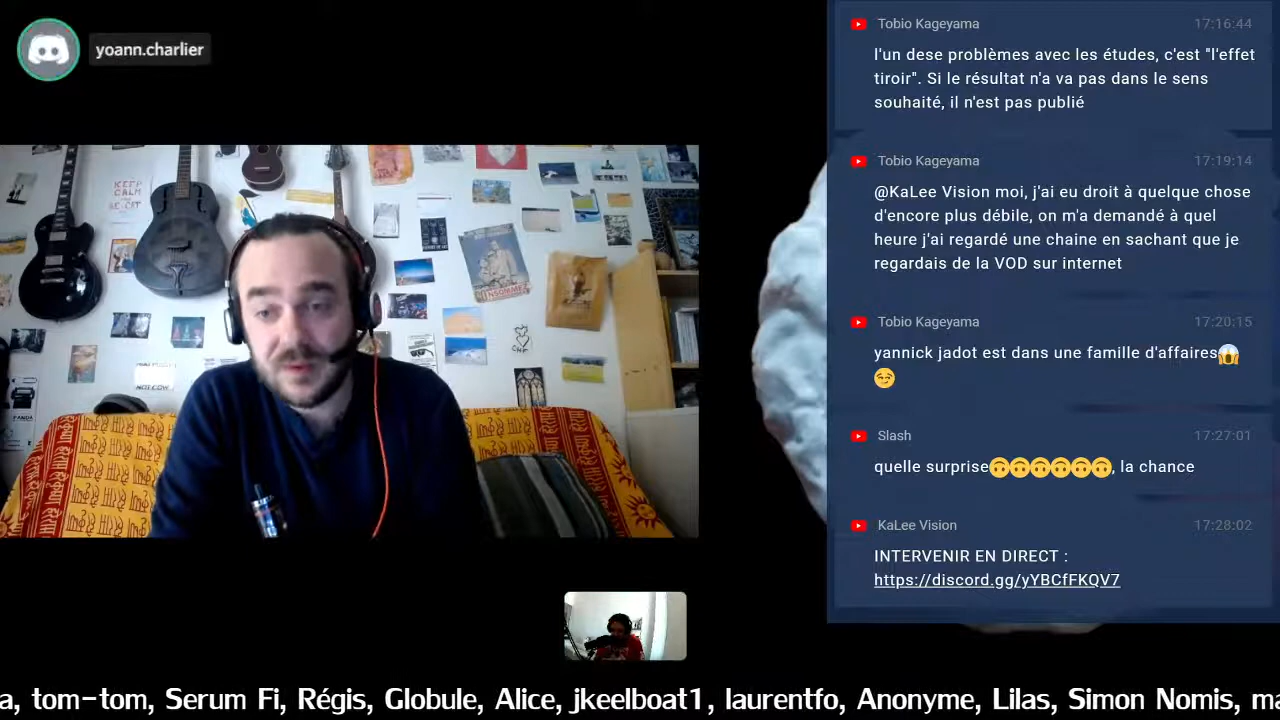 yoann.charlier
Tobio Kageyama 17:16:44
l'un dese problèmes avec les études, c'est "l'effet
tiroir". Si le résultat n'a va pas dans le sens
souhaité, il n'est pas publié
Tobio Kageyama 17:19:14
@KaLee Vision moi, j'ai eu droit à quelque chose
d'encore plus débile, on m'a demandé à quel
heure j'ai regardé une chaine en sachant que je
regardais de la VOD sur internet
Tobio Kageyama 17:20:15
yannick jadot est dans une famille d'affaires😱
😏
Slash 17:27:01
quelle surprise🙃🙃🙃🙃🙃🙃, la chance
KaLee Vision 17:28:02
INTERVENIR EN DIRECT :
https://discord.gg/yYBCfFKQV7
KEEP
CALM
a, tom-tom, Serum Fi, Régis, Globule, Alice, jkeelboat1, laurentfo, Anonyme, Lilas, Simon Nomis, ma